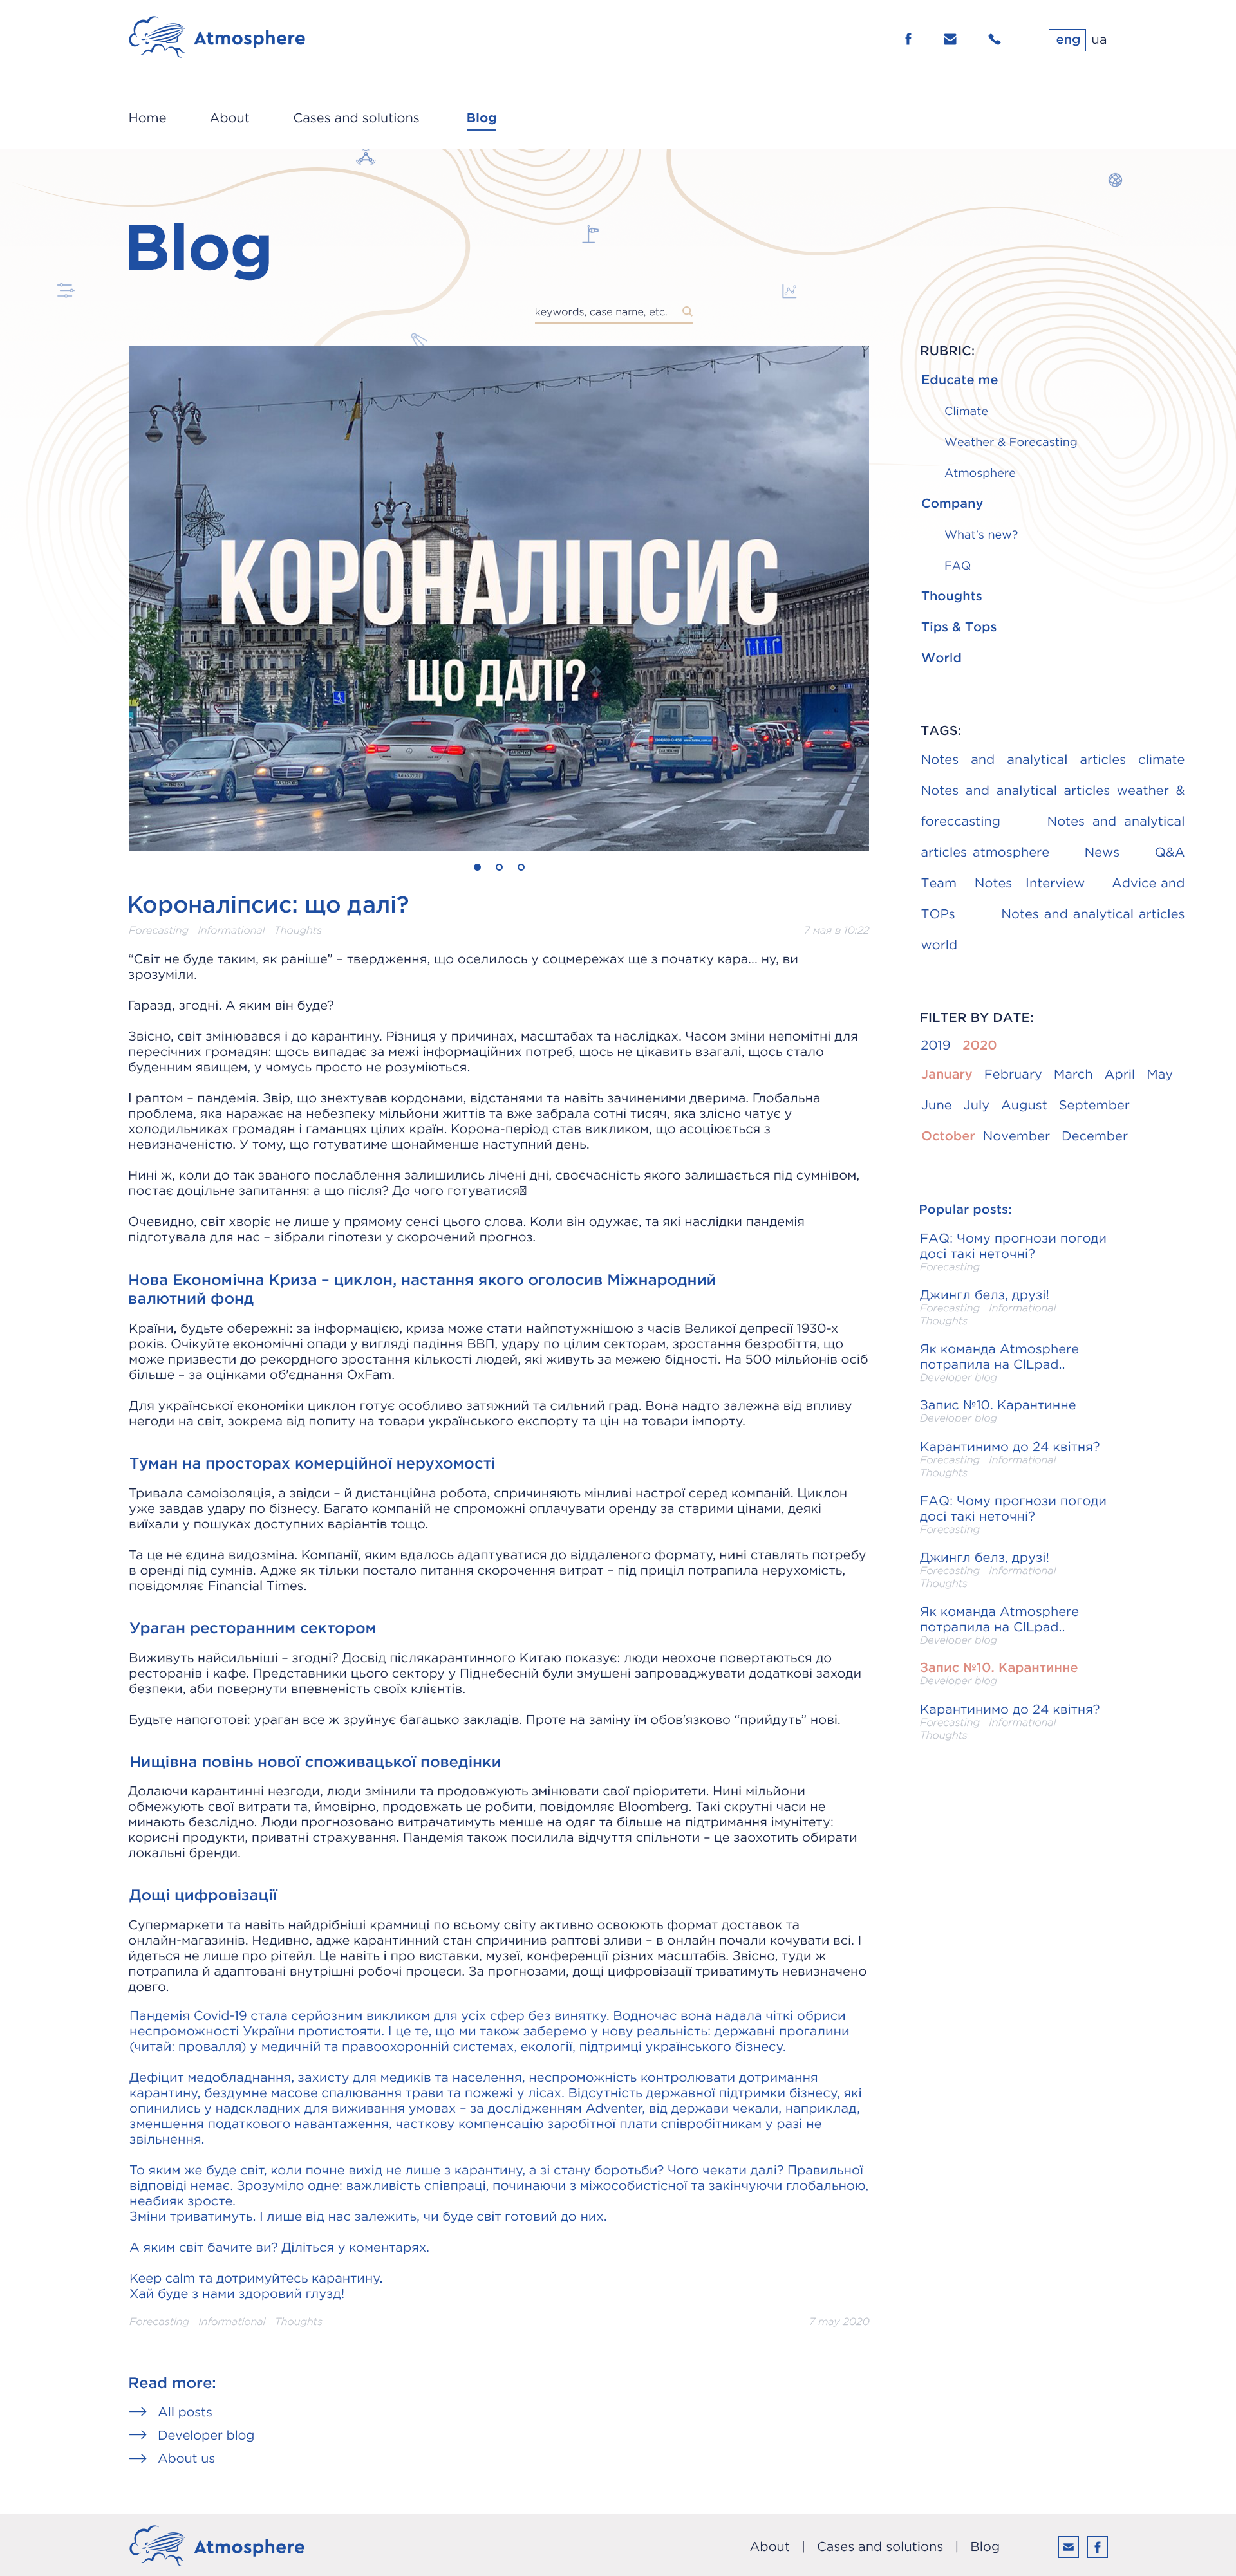 Atmosphere
eng ua
Home About Cases and solutions Blog
Blog
keywords, case name, etc.
КОРОНАЛІПСИС
ЩО ДАЛІ?
Короналіпсис: що далі?
Forecasting Informational Thoughts 7 мая в 10:22
“Світ не буде таким, як раніше” – твердження, що оселилось у соцмережах ще з початку кара... ну, ви
зрозуміли.
Гаразд, згодні. А яким він буде?
Звісно, світ змінювався і до карантину. Різниця у причинах, масштабах та наслідках. Часом зміни непомітні для
пересічних громадян: щось випадає за межі інформаційних потреб, щось не цікавить взагалі, щось стало
буденним явищем, у чомусь просто не розуміються.
І раптом – пандемія. Звір, що знехтував кордонами, відстанями та навіть зачиненими дверима. Глобальна
проблема, яка наражає на небезпеку мільйони життів та вже забрала сотні тисяч, яка злісно чатує у
холодильниках громадян і гаманцях цілих країн. Корона-період став викликом, що асоціюється з
невизначеністю. У тому, що готуватиме щонайменше наступний день.
Нині ж, коли до так званого послаблення залишились лічені дні, своєчасність якого залишається під сумнівом,
постає доцільне запитання: а що після? До чого готуватися
Очевидно, світ хворіє не лише у прямому сенсі цього слова. Коли він одужає, та які наслідки пандемія
підготувала для нас – зібрали гіпотези у скорочений прогноз.
Нова Економічна Криза – циклон, настання якого оголосив Міжнародний
валютний фонд
Країни, будьте обережні: за інформацією, криза може стати найпотужнішою з часів Великої депресії 1930-х
років. Очікуйте економічні опади у вигляді падіння ВВП, удару по цілим секторам, зростання безробіття, що
може призвести до рекордного зростання кількості людей, які живуть за межею бідності. На 500 мільйонів осіб
більше – за оцінками об'єднання OxFam.
Для української економіки циклон готує особливо затяжний та сильний град. Вона надто залежна від впливу
негоди на світ, зокрема від попиту на товари українського експорту та цін на товари імпорту.
Туман на просторах комерційної нерухомості
Тривала самоізоляція, а звідси – й дистанційна робота, спричиняють мінливі настрої серед компаній. Циклон
уже завдав удару по бізнесу. Багато компаній не спроможні оплачувати оренду за старими цінами, деякі
виїхали у пошуках доступних варіантів тощо.
Та це не єдина видозміна. Компанії, яким вдалось адаптуватися до віддаленого формату, нині ставлять потребу
в оренді під сумнів. Адже як тільки постало питання скорочення витрат – під приціл потрапила нерухомість,
повідомляє Financial Times.
Ураган ресторанним сектором
Виживуть найсильніші – згодні? Досвід післякарантинного Китаю показує: люди неохоче повертаються до
ресторанів і кафе. Представники цього сектору у Піднебесній були змушені запроваджувати додаткові заходи
безпеки, аби повернути впевненість своїх клієнтів.
Будьте напоготові: ураган все ж зруйнує багацько закладів. Проте на заміну їм обов'язково “прийдуть” нові.
Нищівна повінь нової споживацької поведінки
Долаючи карантинні незгоди, люди змінили та продовжують змінювати свої пріоритети. Нині мільйони
обмежують свої витрати та, ймовірно, продовжать це робити, повідомляє Bloomberg. Такі скрутні часи не
минають безслідно. Люди прогнозовано витрачатимуть менше на одяг та більше на підтримання імунітету:
корисні продукти, приватні страхування. Пандемія також посилила відчуття спільноти – це заохотить обирати
локальні бренди.
Дощі цифровізації
Супермаркети та навіть найдрібніші крамниці по всьому світу активно освоюють формат доставок та
онлайн-магазинів. Недивно, адже карантинний стан спричинив раптові зливи – в онлайн почали кочувати всі. І
йдеться не лише про рітейл. Це навіть і про виставки, музеї, конференції різних масштабів. Звісно, туди ж
потрапила й адаптовані внутрішні робочі процеси. За прогнозами, дощі цифровізації триватимуть невизначено
довго.
Пандемія Covid-19 стала серйозним викликом для усіх сфер без винятку. Водночас вона надала чіткі обриси
неспроможності України протистояти. І це те, що ми також заберемо у нову реальність: державні прогалини
(читай: провалля) у медичній та правоохоронній системах, екології, підтримці українського бізнесу.
Дефіцит медобладнання, захисту для медиків та населення, неспроможність контролювати дотримання
карантину, бездумне масове спалювання трави та пожежі у лісах. Відсутність державної підтримки бізнесу, які
опинились у надскладних для виживання умовах – за дослідженням Adventer, від держави чекали, наприклад,
зменшення податкового навантаження, часткову компенсацію заробітної плати співробітникам у разі не
звільнення.
То яким же буде світ, коли почне вихід не лише з карантину, а зі стану боротьби? Чого чекати далі? Правильної
відповіді немає. Зрозуміло одне: важливість співпраці, починаючи з міжособистісної та закінчуючи глобальною,
неабияк зросте.
Зміни триватимуть. І лише від нас залежить, чи буде світ готовий до них.
А яким світ бачите ви? Діліться у коментарях.
Keep calm та дотримуйтесь карантину.
Хай буде з нами здоровий глузд!
Forecasting Informational Thoughts 7 may 2020
Read more:
All posts
Developer blog
About us
RUBRIC:
Educate me
Climate
Weather & Forecasting
Atmosphere
Company
What's new?
FAQ
Thoughts
Tips & Tops
World
TAGS:
Notes and analytical articles climate
Notes and analytical articles weather &
foreccasting Notes and analytical
articles atmosphere News Q&A
Team Notes Interview Advice and
TOPs Notes and analytical articles
world
FILTER BY DATE:
2019 2020
January February March April May
June July August September
October November December
Popular posts:
FAQ: Чому прогнози погоди
досі такі неточні?
Forecasting
Джингл белз, друзі!
Forecasting Informational
Thoughts
Як команда Atmosphere
потрапила на CILpad..
Developer blog
Запис №10. Карантинне
Developer blog
Карантинимо до 24 квітня?
Forecasting Informational
Thoughts
FAQ: Чому прогнози погоди
досі такі неточні?
Forecasting
Джингл белз, друзі!
Forecasting Informational
Thoughts
Як команда Atmosphere
потрапила на CILpad..
Developer blog
Запис №10. Карантинне
Developer blog
Карантинимо до 24 квітня?
Forecasting Informational
Thoughts
Atmosphere
About | Cases and solutions | Blog